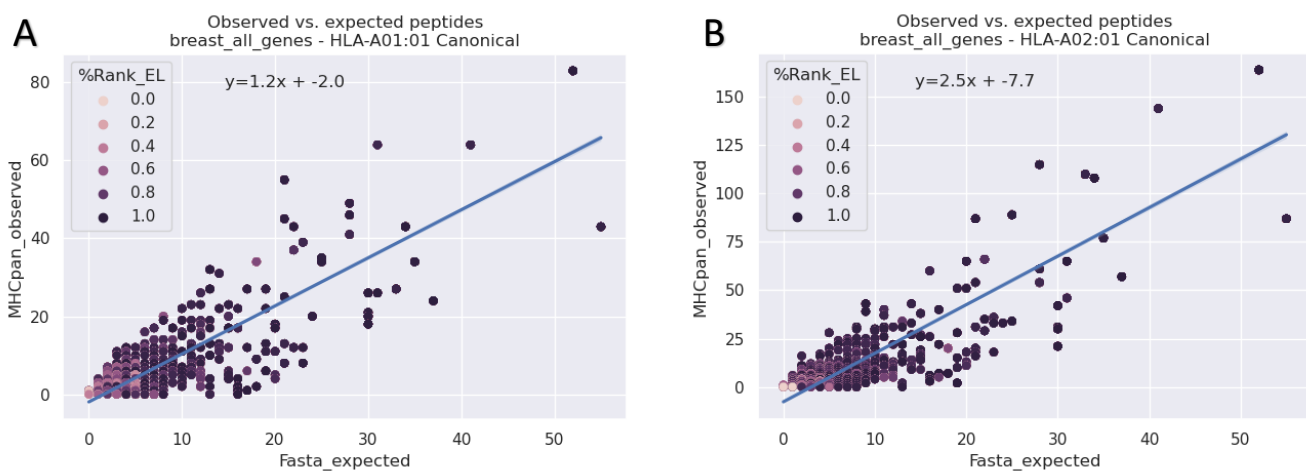 A
Observed vs. expected peptides
breast_all_genes - HLA-A01:01 Canonical
y=1.2x + -2.0
%Rank_EL
0.0
0.2
0.4
0.6
0.8
1.0
MHCpan_observed
80
60
40
20
0
0 10 20 30 40 50
Fasta_expected
B
Observed vs. expected peptides
breast_all_genes - HLA-A02:01 Canonical
y=2.5x + -7.7
%Rank_EL
0.0
0.2
0.4
0.6
0.8
1.0
MHCpan_observed
150
125
100
75
50
25
0
0 10 20 30 40 50
Fasta_expected